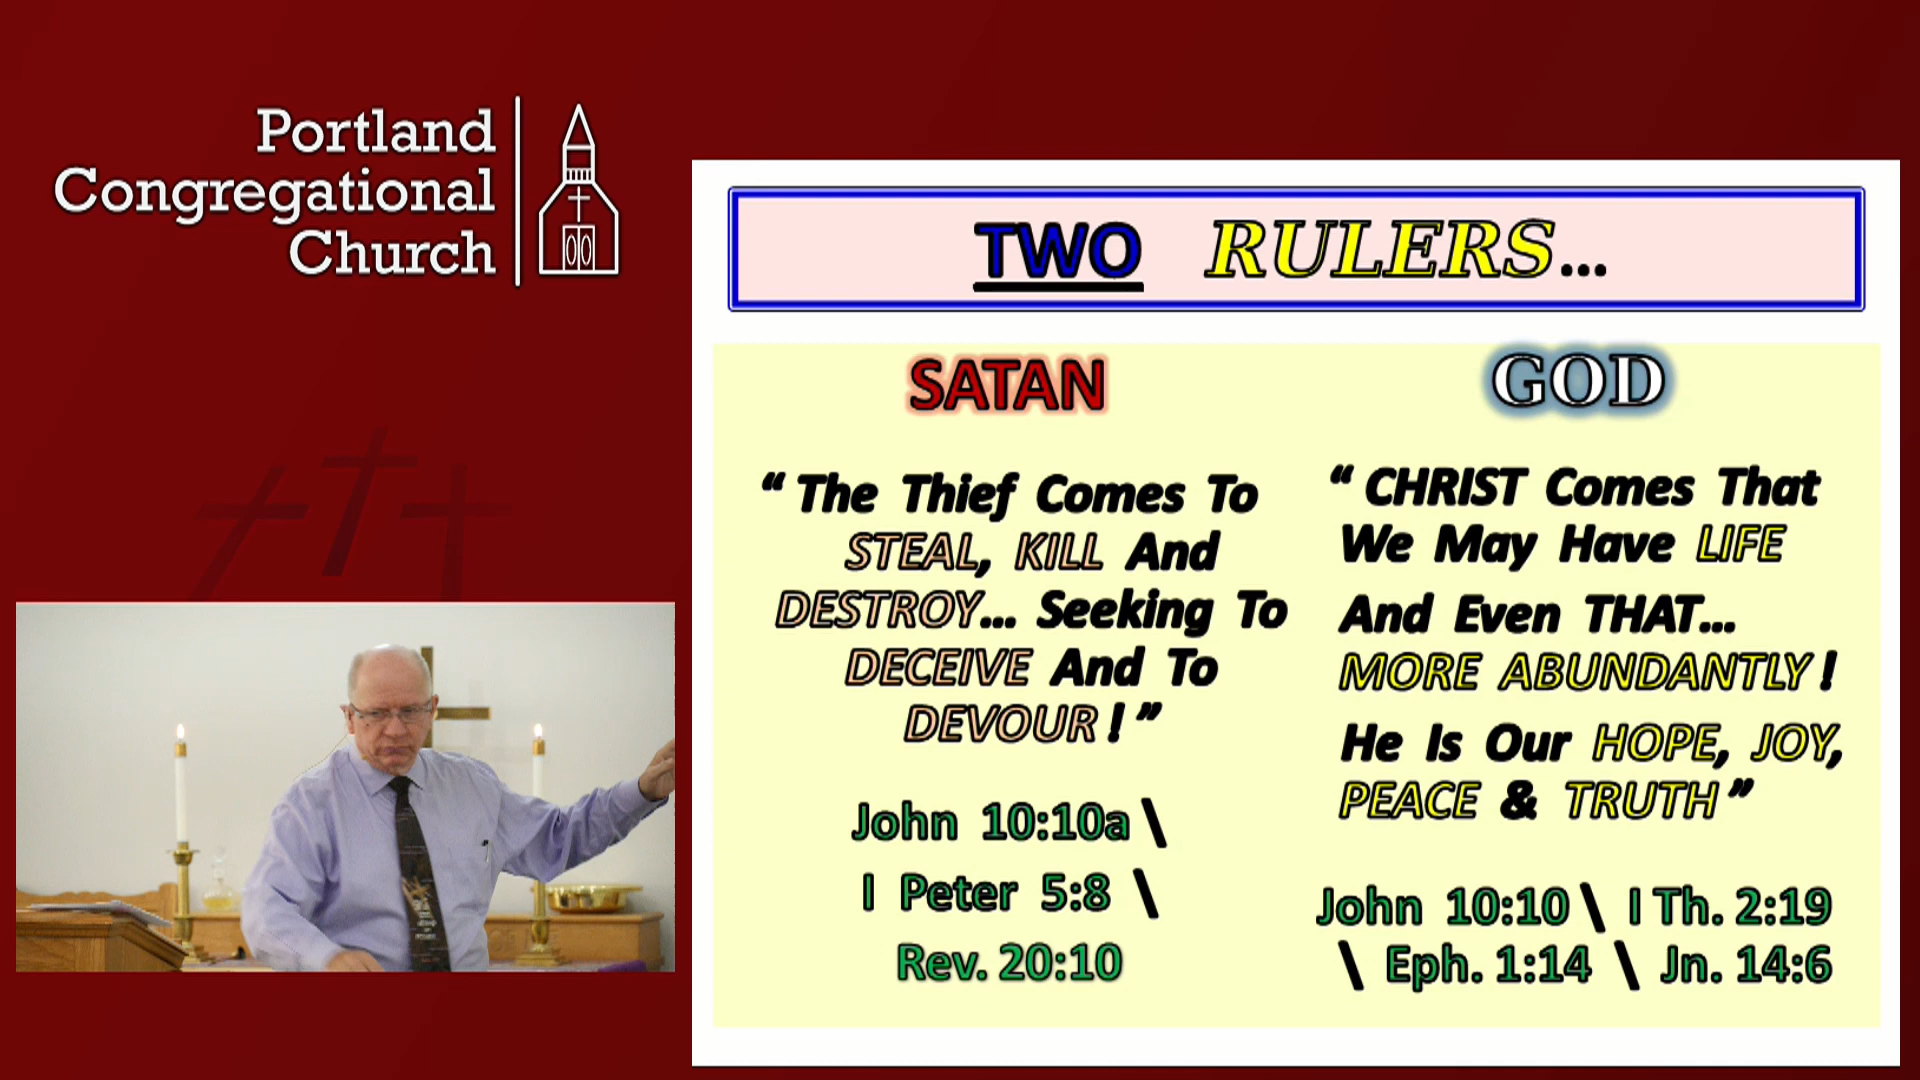 Portland
Congregational
Church
TWO RULERS...
SATAN
“ The Thief Comes To
STEAL, KILL And
DESTROY... Seeking To
DECEIVE And To
DEVOUR ! ”
John 10:10a \
I Peter 5:8 \
Rev. 20:10
GOD
“ CHRIST Comes That
We May Have LIFE
And Even THAT...
MORE ABUNDANTLY !
He Is Our HOPE, JOY,
PEACE & TRUTH ”
John 10:10 \ I Th. 2:19
\ Eph. 1:14 \ Jn. 14:6